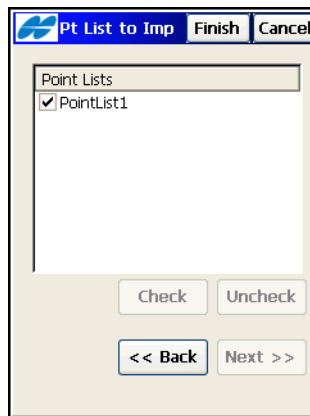 Pt List to Imp Finish Cancel
Point Lists
PointList1
Check Uncheck
<< Back Next >>